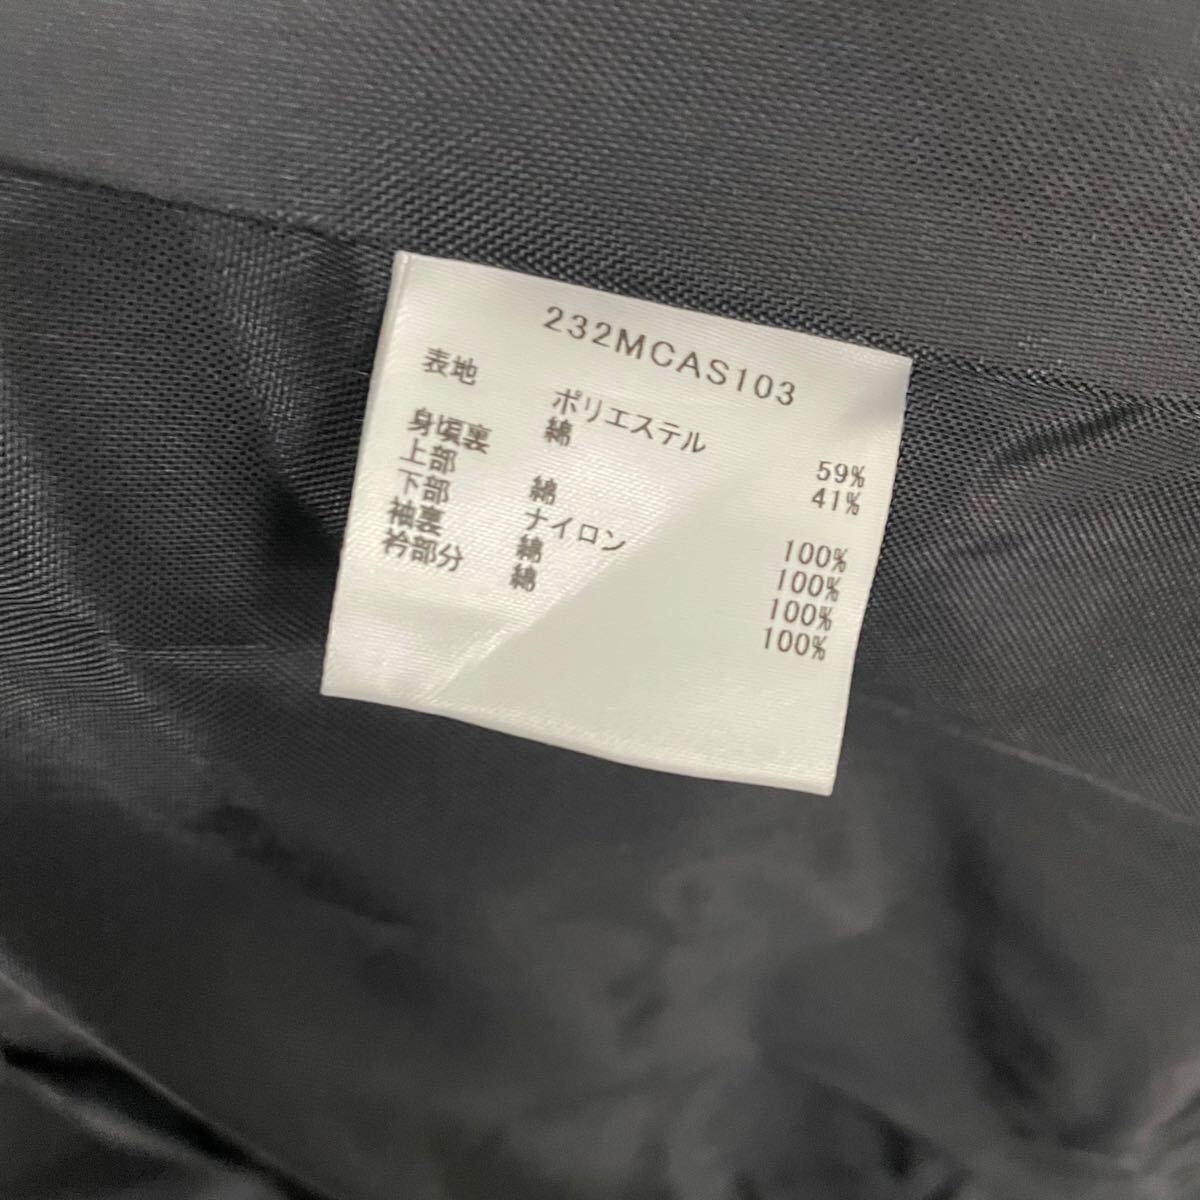 232MCAS103
表地
ポリエステル 59%
綿 41%
身頃裏
上部 綿 100%
下部 ナイロン 100%
袖裏 綿 100%
衿部分 綿 100%